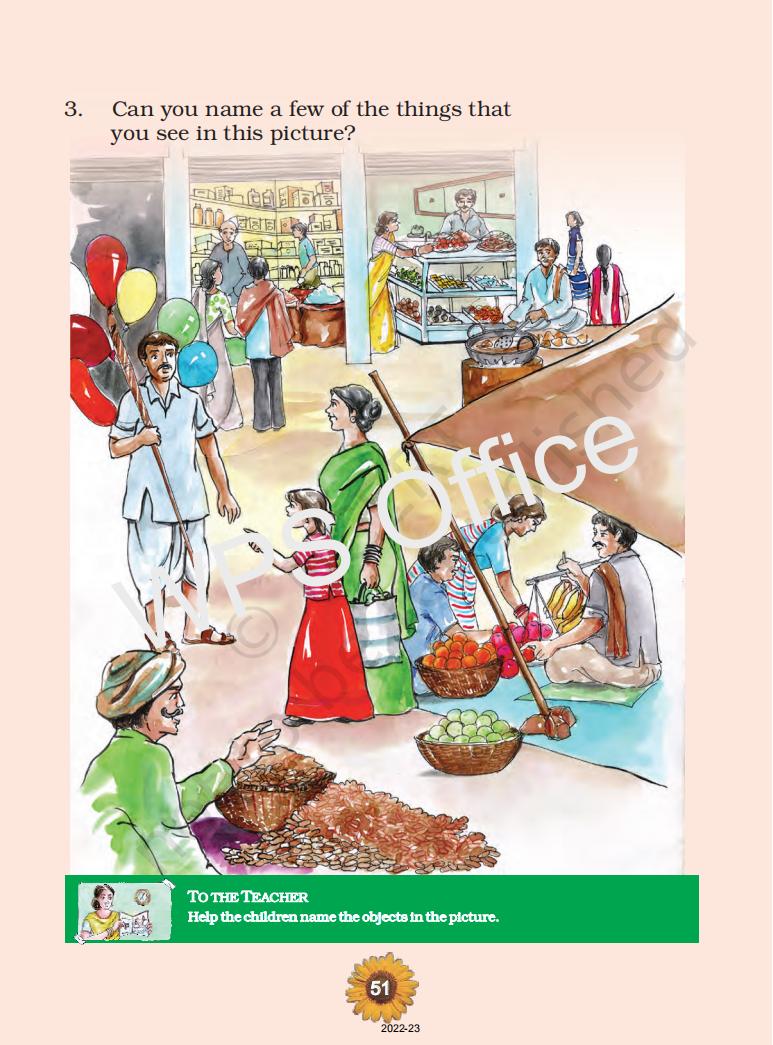 3. Can you name a few of the things that
you see in this picture?
WPS Office
TO THE TEACHER
Help the children name the objects in the picture.
51
2022-23